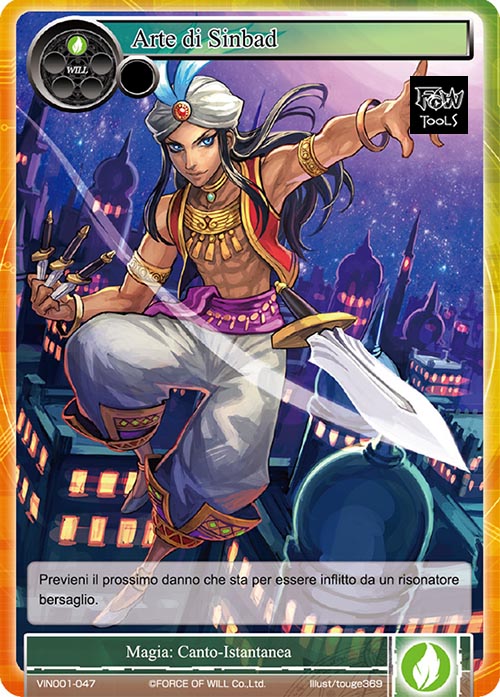 Arte di Sinbad
WILL
FoW
TOOLS
Previeni il prossimo danno che sta per essere inflitto da un risonatore
bersaglio.
Magia: Canto-Istantanea
VIN001-047 ©FORCE OF WILL Co.,Ltd. Illust/touge369